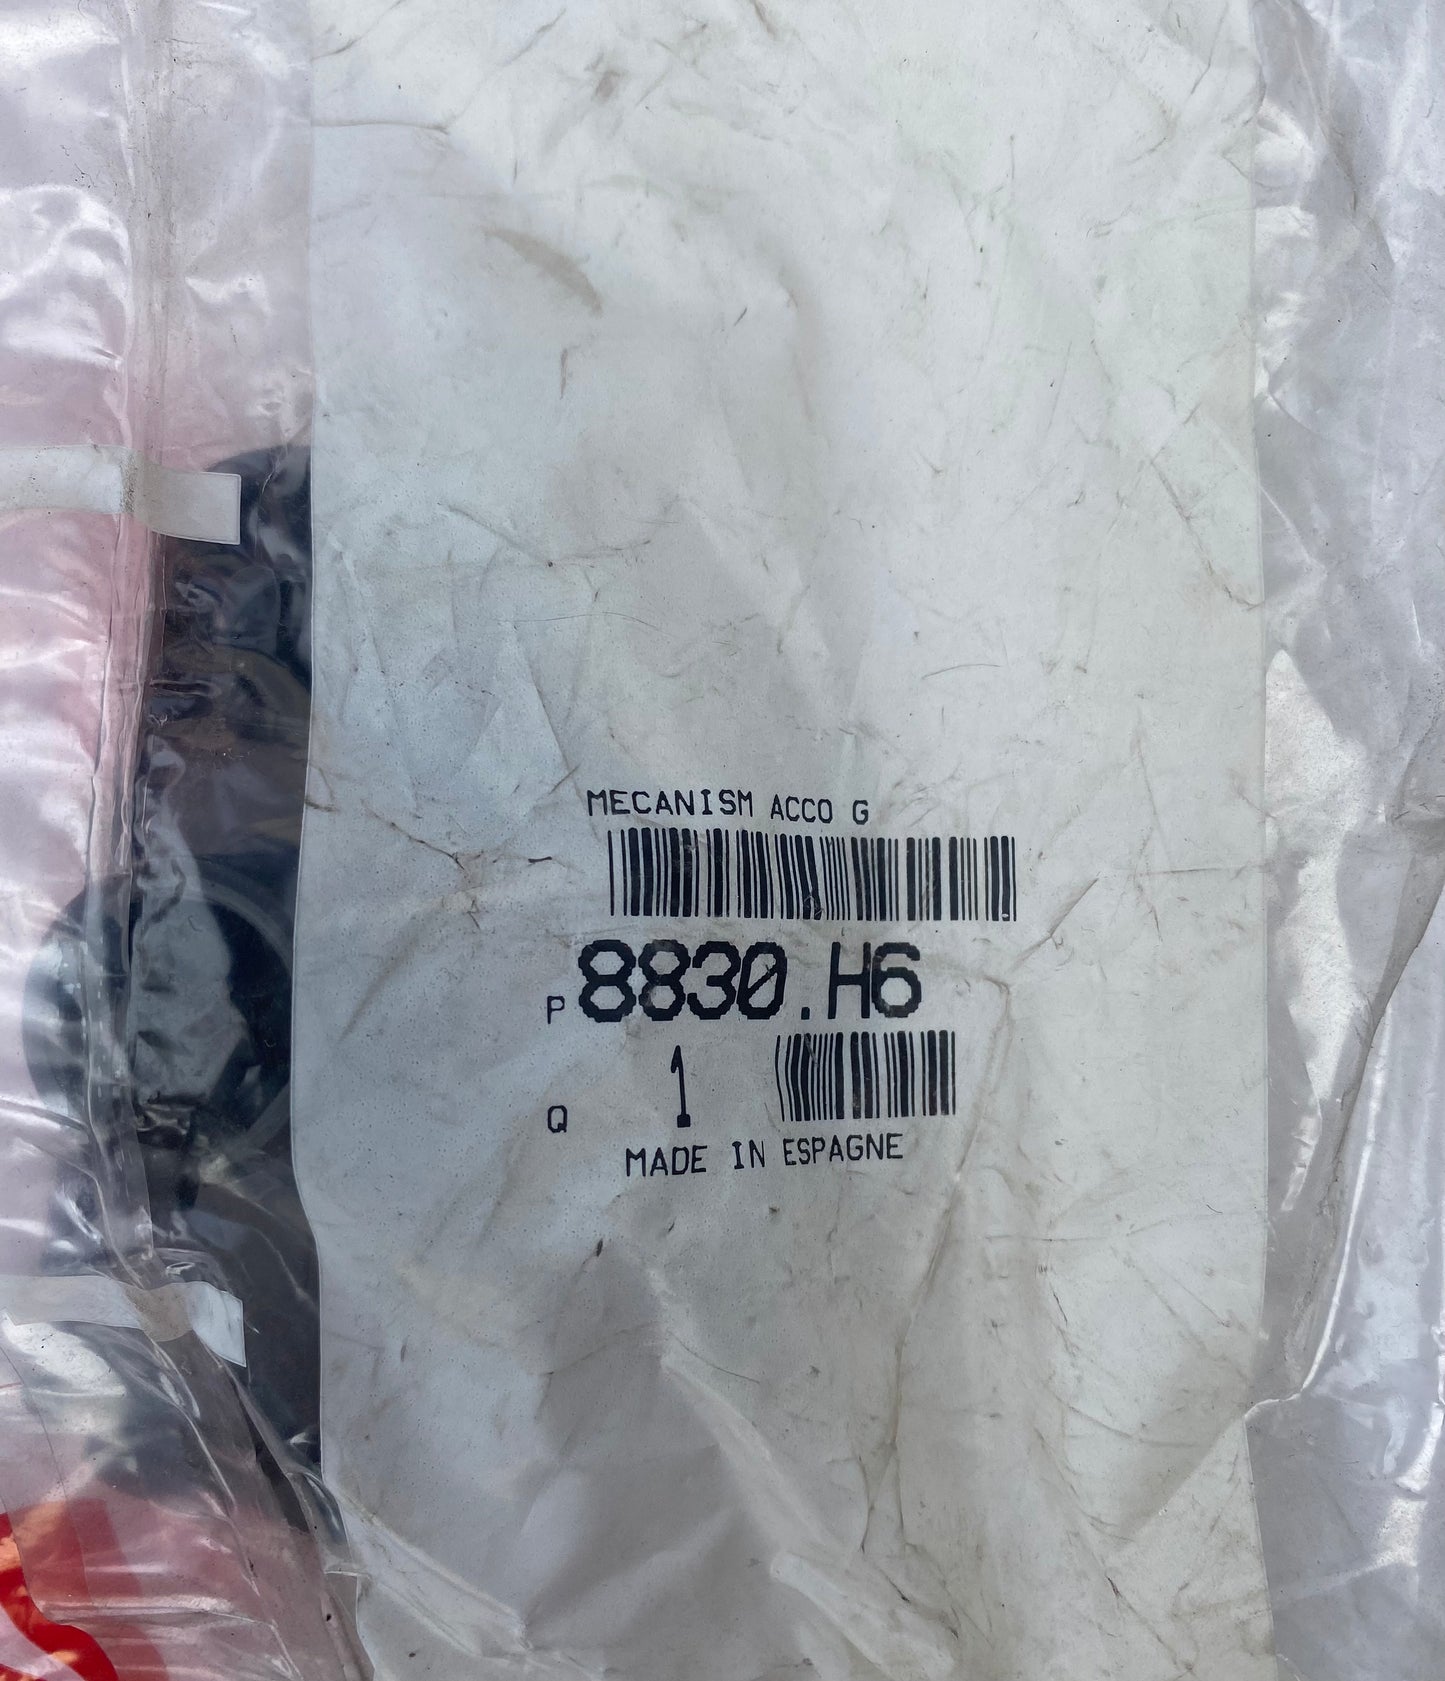 MECANISM ACCO G
P 8830.H6
Q 1
MADE IN ESPAGNE